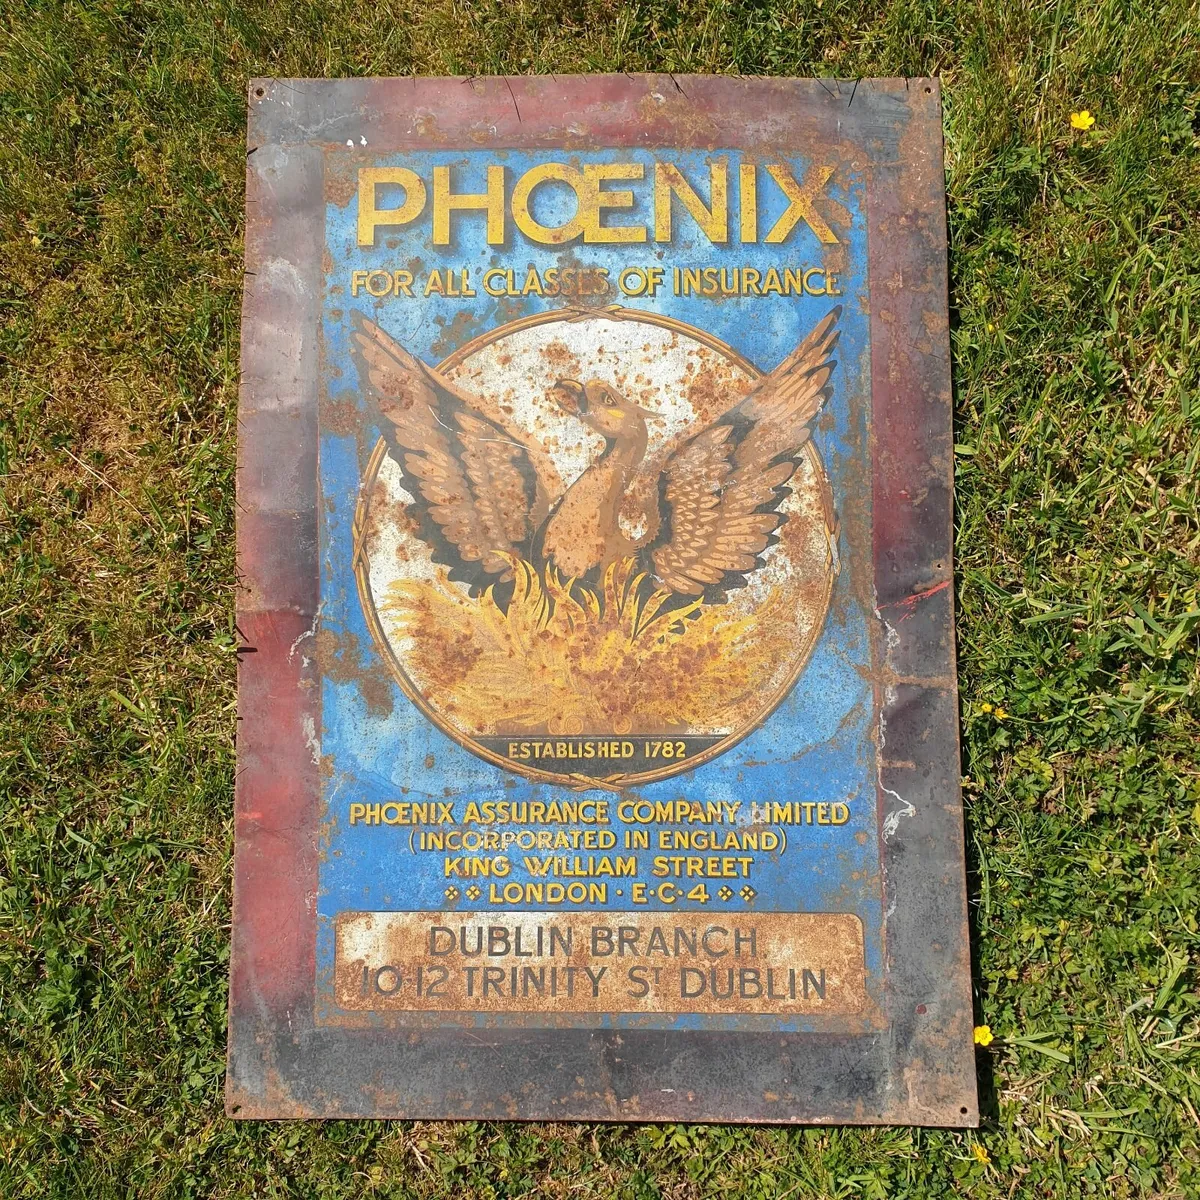 PHŒNIX
FOR ALL CLASSES OF INSURANCE
ESTABLISHED 1782
PHŒNIX ASSURANCE COMPANY LIMITED
(INCORPORATED IN ENGLAND)
KING WILLIAM STREET
LONDON · E·C·4
DUBLIN BRANCH
10-12 TRINITY ST DUBLIN